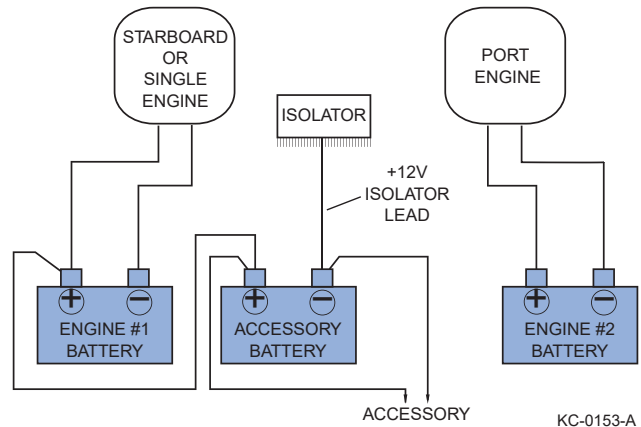 STARBOARD
OR
SINGLE
ENGINE
PORT
ENGINE
ISOLATOR
+12V
ISOLATOR
LEAD
+ −
ENGINE #1
BATTERY
+ −
ACCESSORY
BATTERY
+ −
ENGINE #2
BATTERY
ACCESSORY
KC-0153-A